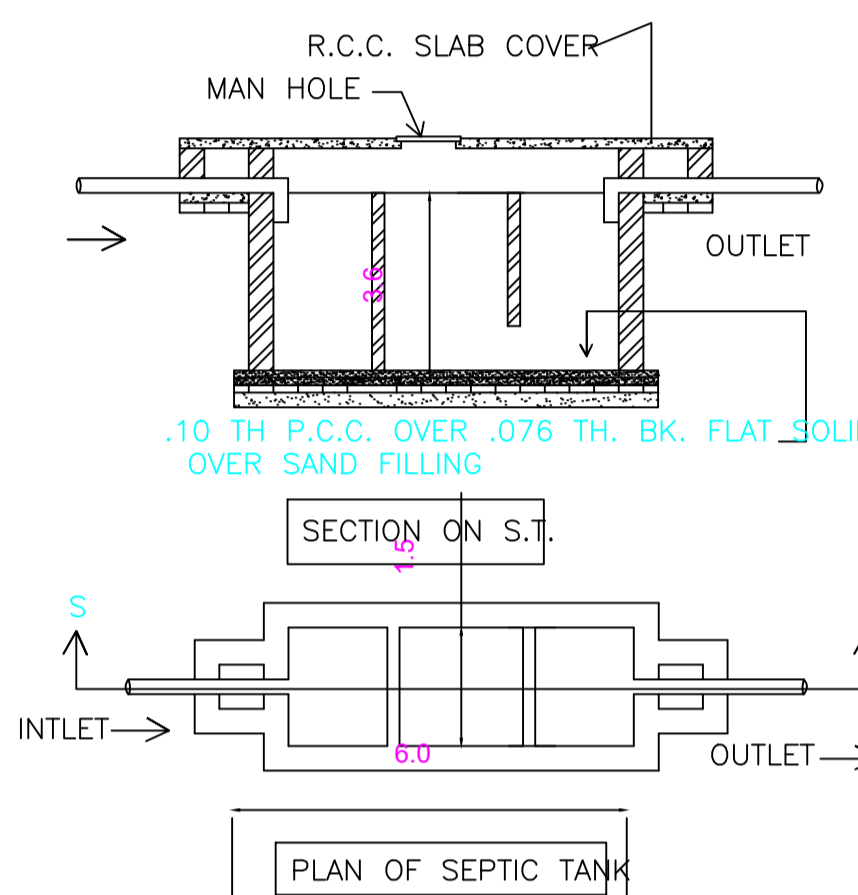 R.C.C. SLAB COVER
MAN HOLE
OUTLET
3.6
.10 TH P.C.C. OVER .076 TH. BK. FLAT SOLI
OVER SAND FILLING
SECTION ON S.T.
1.5
S
INTLET
6.0
OUTLET
PLAN OF SEPTIC TANK